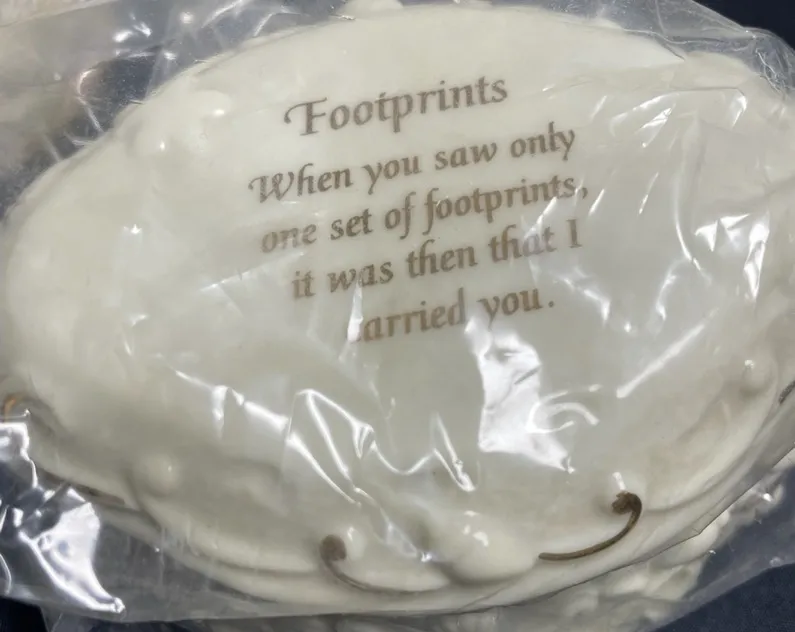 Footprints
When you saw only
one set of footprints,
it was then that I
carried you.